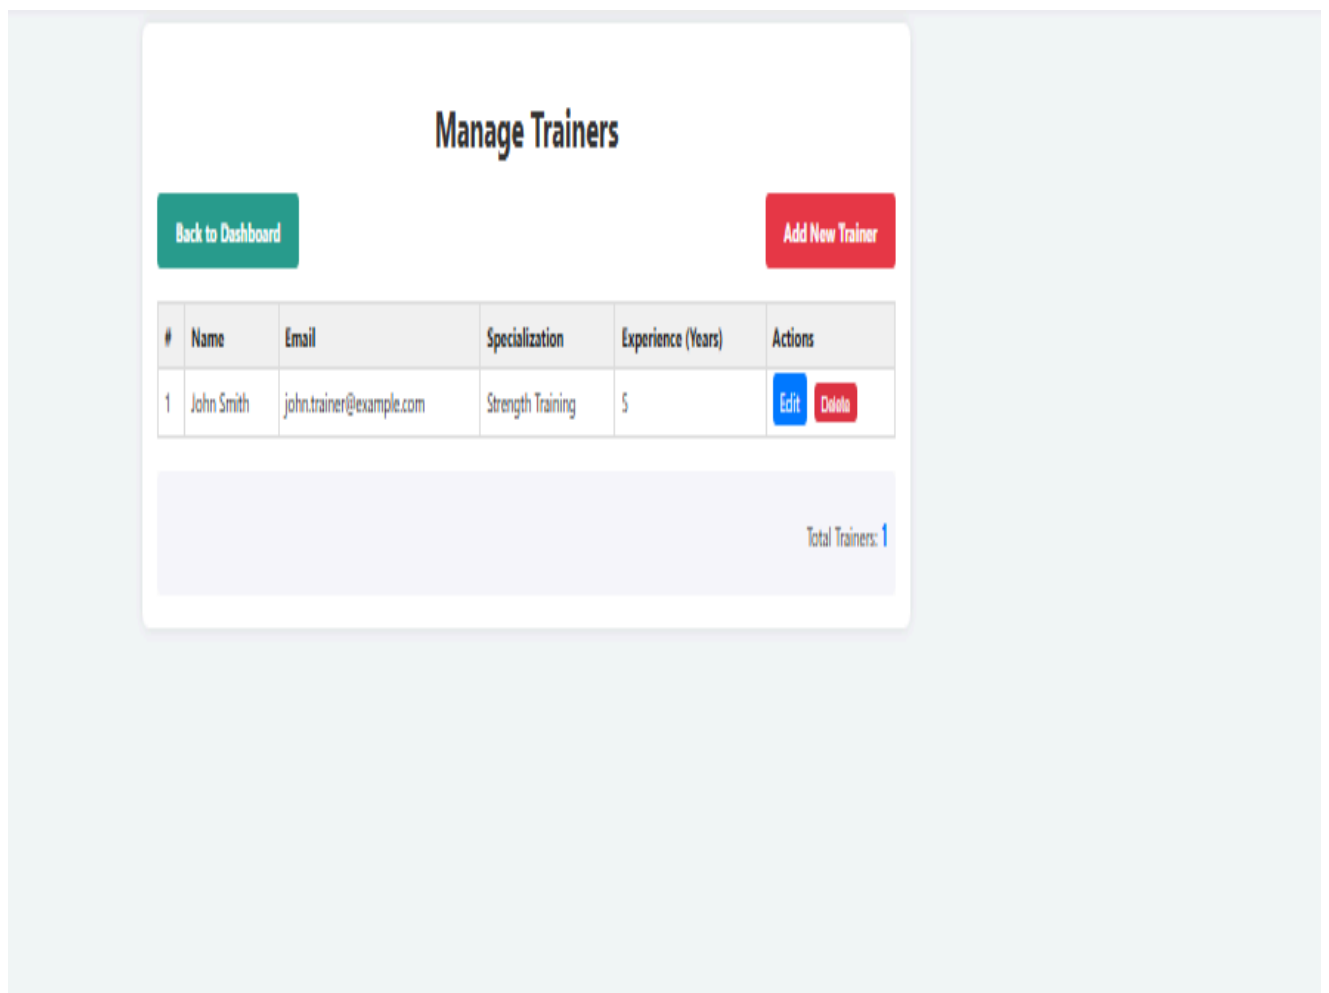 Manage Trainers
Back to Dashboard
Add New Trainer
# Name Email Specialization Experience (Years) Actions
1 John Smith john.trainer@example.com Strength Training 5 Edit Delete
Total Trainers: 1